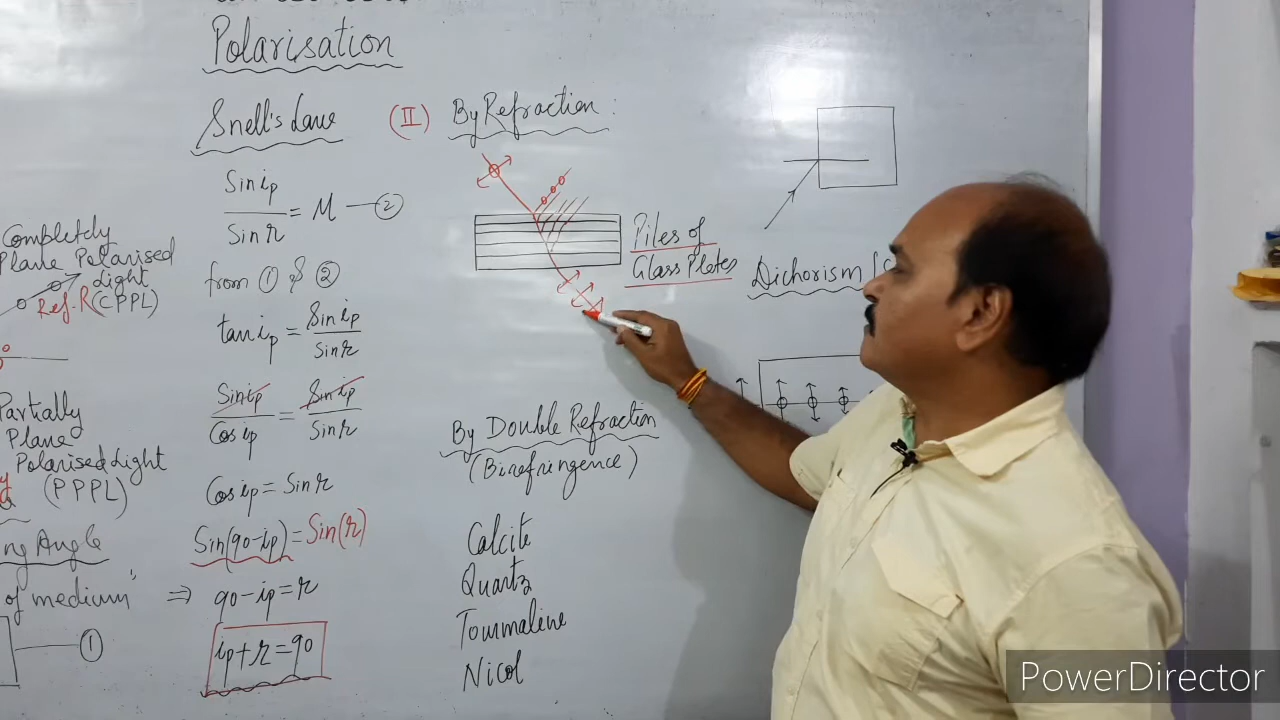 Polarisation
Completly
Plane Polarised
light
Ref.R (CPPL)
Partially
Plane
Polarised Light
(PPPL)
ng Angle
of medium"
①
Snell's Law
Sin ip
Sin r
= μ — ②
from ① & ②
tan ip = Sin ip
Sin r
Sin ip = Sin ip
Cos ip Sin r
Cos ip = Sin r
Sin(90-ip) = Sin(r)
⇒ 90-ip = r
ip+r = 90
(II) By Refraction :
Piles of
Glass Plates
By Double Refraction
(Birefringence)
Calcite
Quartz
Tourmaline
Nicol
Dichorism
PowerDirector